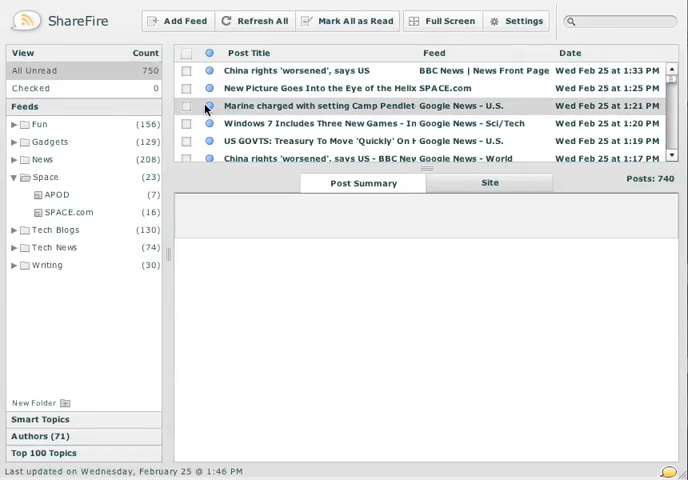 ShareFire
Add Feed
Refresh All
Mark All as Read
Full Screen
Settings
View Count
All Unread 750
Checked 0
Feeds
Fun (156)
Gadgets (129)
News (208)
Space (23)
APOD (7)
SPACE.com (16)
Tech Blogs (130)
Tech News (74)
Writing (30)
New Folder
Smart Topics
Authors (71)
Top 100 Topics
Post Title Feed Date
China rights 'worsened', says US BBC News | News Front Page Wed Feb 25 at 1:33 PM
New Picture Goes Into the Eye of the Helix SPACE.com Wed Feb 25 at 1:25 PM
Marine charged with setting Camp Pendlet Google News - U.S. Wed Feb 25 at 1:21 PM
Windows 7 Includes Three New Games - In Google News - Sci/Tech Wed Feb 25 at 1:20 PM
US GOVTS: Treasury To Move 'Quickly' On H Google News - U.S. Wed Feb 25 at 1:19 PM
China rights 'worsened', says US - BBC New Google News - World Wed Feb 25 at 1:17 PM
Post Summary
Site
Posts: 740
Last updated on Wednesday, February 25 @ 1:46 PM